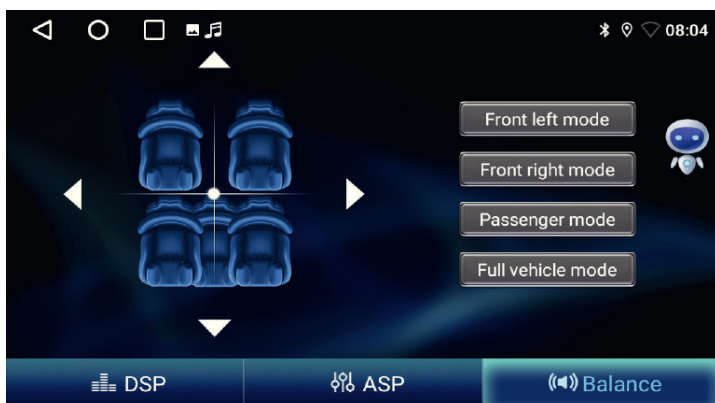 08:04
Front left mode
Front right mode
Passenger mode
Full vehicle mode
DSP
ASP
Balance